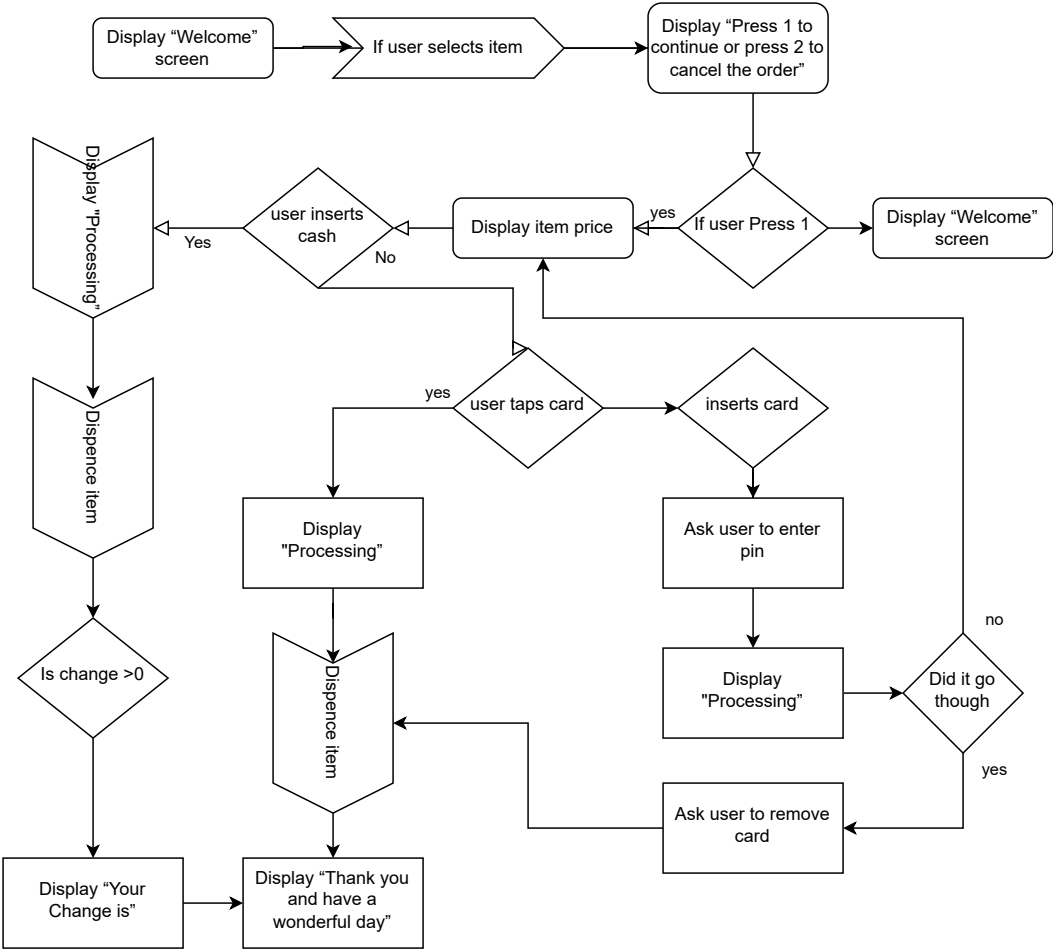 Display “Welcome”
screen
If user selects item
Display “Press 1 to
continue or press 2 to
cancel the order”
Display "Processing”
user inserts
cash
Yes
No
Display item price
yes
If user Press 1
Display “Welcome”
screen
Dispence item
yes
user taps card
inserts card
Display
"Processing”
Ask user to enter
pin
no
Is change >0
Dispence item
Display
"Processing”
Did it go
though
yes
Ask user to remove
card
Display “Your
Change is”
Display “Thank you
and have a
wonderful day”